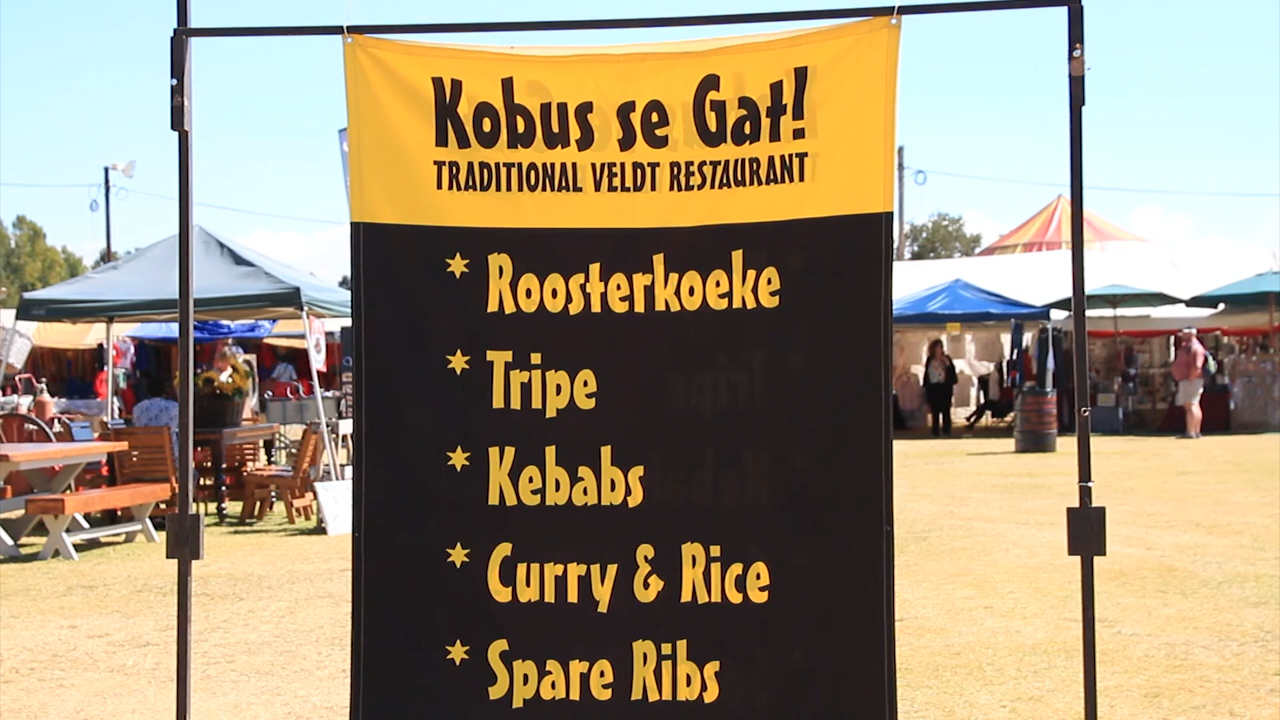 Kobus se Gat!
TRADITIONAL VELDT RESTAURANT
* Roosterkoeke
* Tripe
* Kebabs
* Curry & Rice
* Spare Ribs